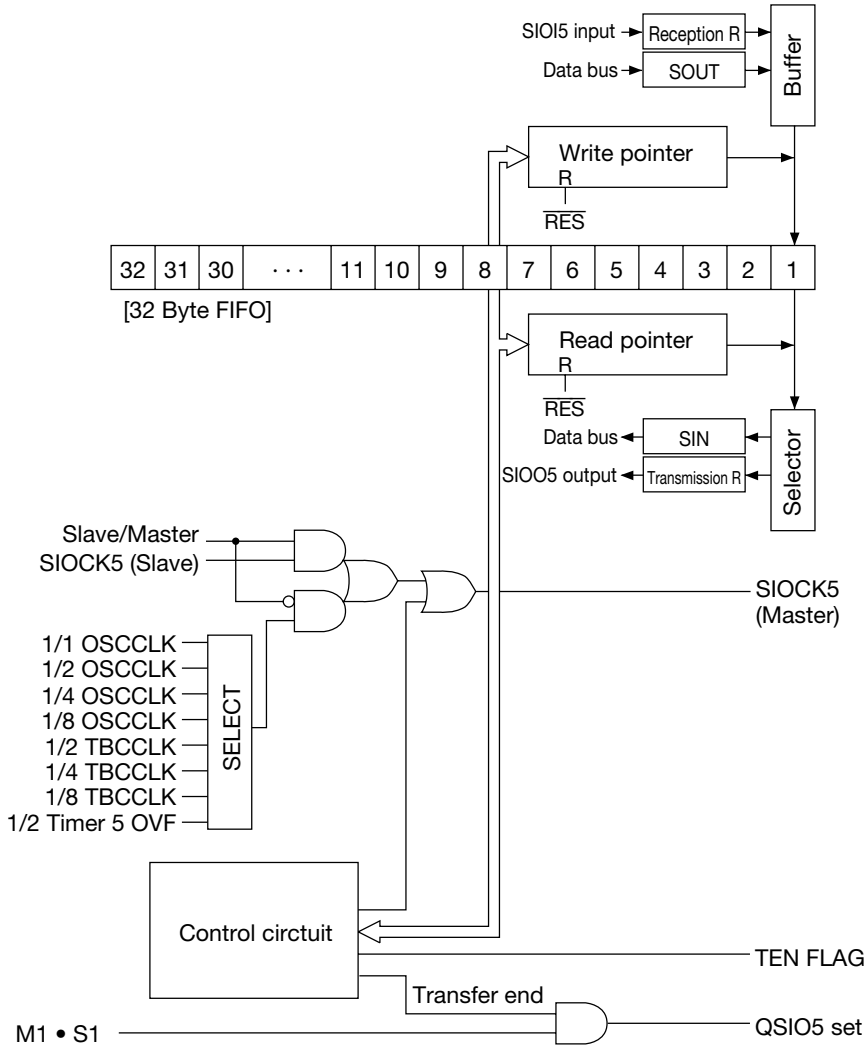 SIOI5 input
Reception R
Data bus
SOUT
Buffer
Write pointer
R
RES
32 31 30 · · · 11 10 9 8 7 6 5 4 3 2 1
[32 Byte FIFO]
Read pointer
R
RES
Data bus
SIN
SIOO5 output
Transmission R
Selector
Slave/Master
SIOCK5 (Slave)
SIOCK5
(Master)
1/1 OSCCLK
1/2 OSCCLK
1/4 OSCCLK
1/8 OSCCLK
1/2 TBCCLK
1/4 TBCCLK
1/8 TBCCLK
1/2 Timer 5 OVF
SELECT
Control circtuit
TEN FLAG
Transfer end
M1 • S1
QSIO5 set